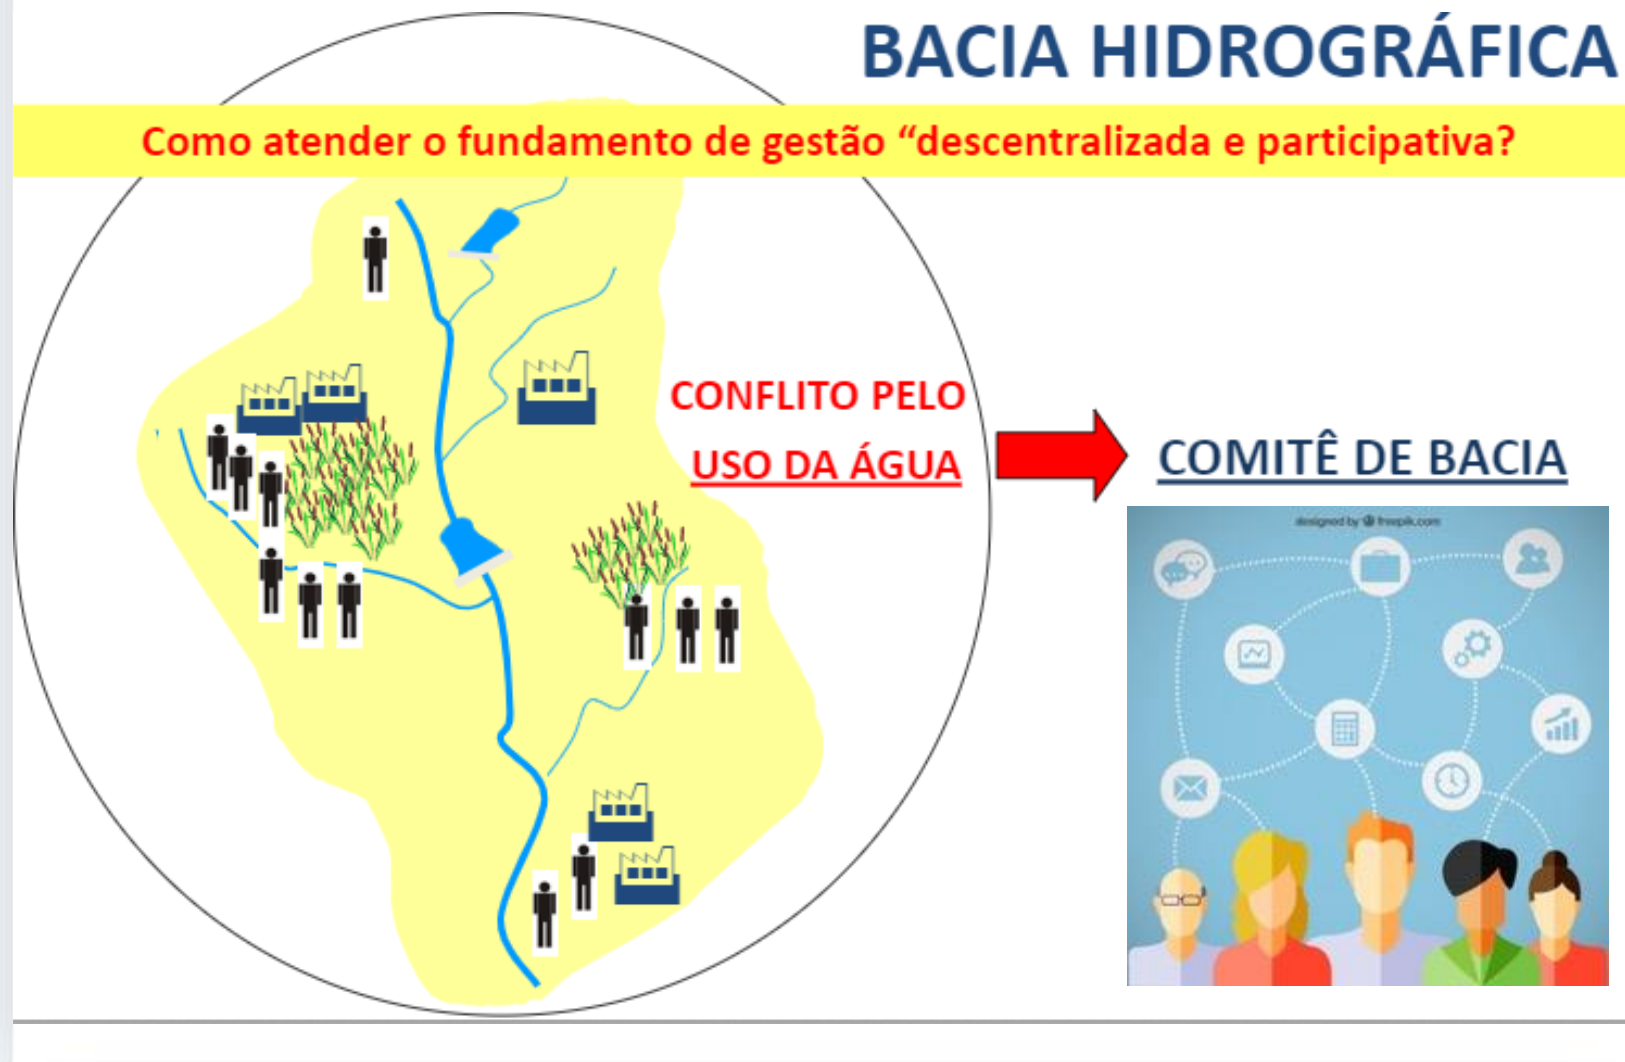 BACIA HIDROGRÁFICA
Como atender o fundamento de gestão “descentralizada e participativa?
CONFLITO PELO
USO DA ÁGUA
COMITÊ DE BACIA
designed by freepik.com